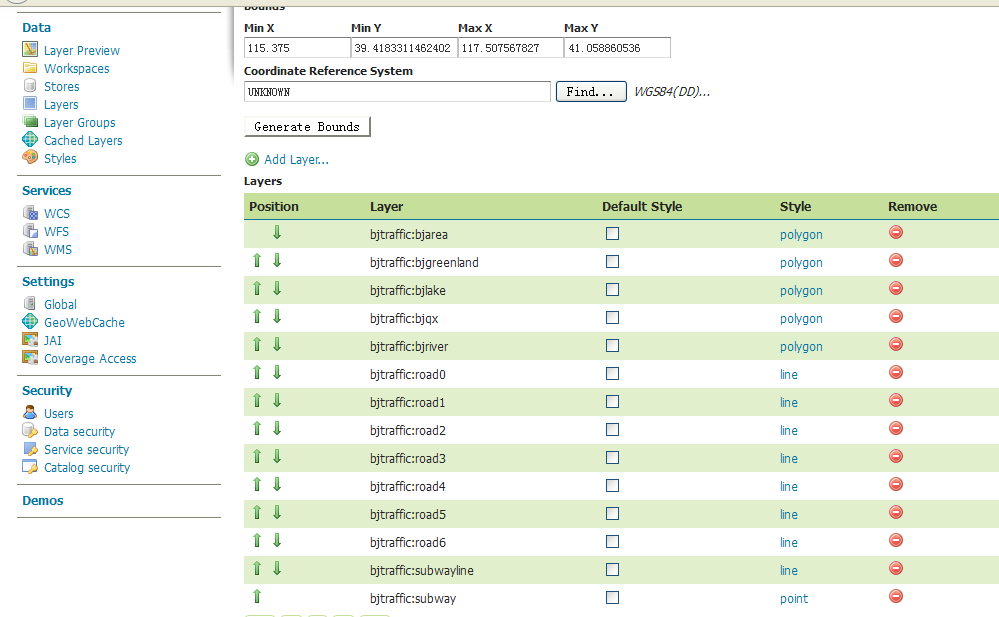 Bounds
Min X Min Y Max X Max Y
115.375 39.4183311462402 117.507567827 41.058860536
Coordinate Reference System
UNKNOWN Find... WGS84(DD)...
Generate Bounds
Add Layer...
Layers
Position Layer Default Style Style Remove
bjtraffic:bjarea polygon
bjtraffic:bjgreenland polygon
bjtraffic:bjlake polygon
bjtraffic:bjqx polygon
bjtraffic:bjriver polygon
bjtraffic:road0 line
bjtraffic:road1 line
bjtraffic:road2 line
bjtraffic:road3 line
bjtraffic:road4 line
bjtraffic:road5 line
bjtraffic:road6 line
bjtraffic:subwayline line
bjtraffic:subway point
Data
Layer Preview
Workspaces
Stores
Layers
Layer Groups
Cached Layers
Styles
Services
WCS
WFS
WMS
Settings
Global
GeoWebCache
JAI
Coverage Access
Security
Users
Data security
Service security
Catalog security
Demos